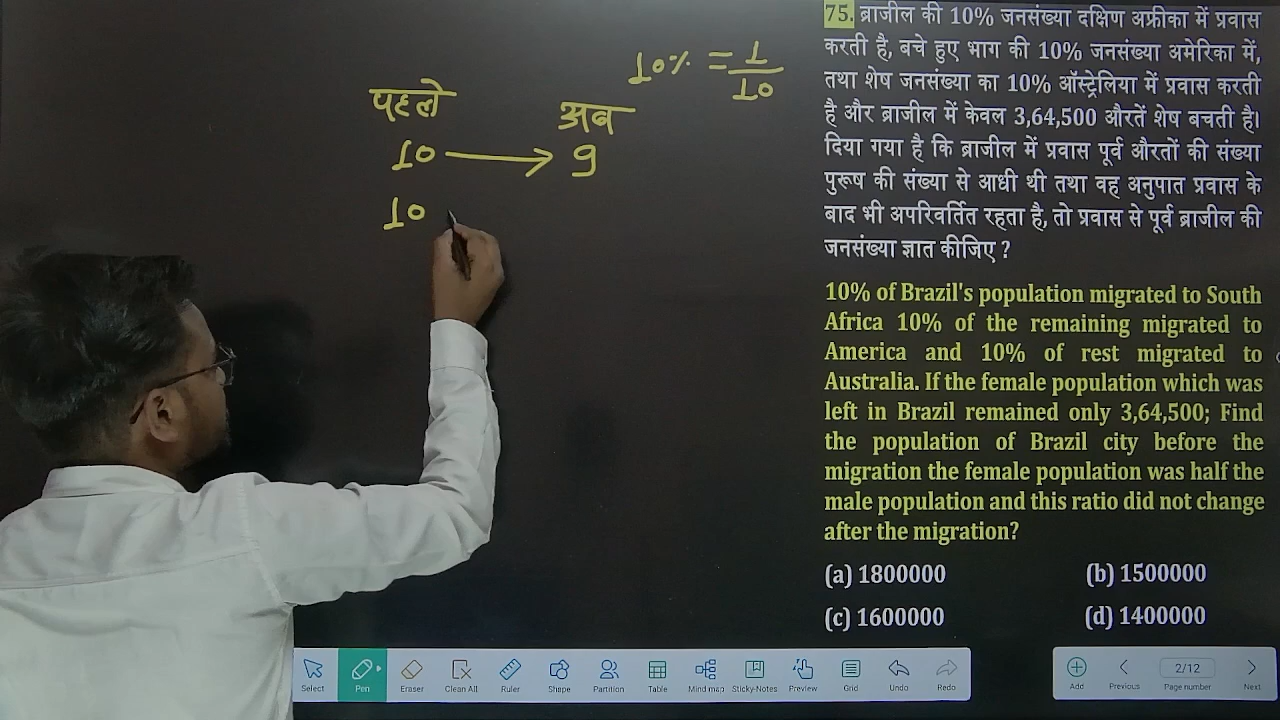 पहले
10 → 9
10
अब
10% = 1/10
75. ब्राजील की 10% जनसंख्या दक्षिण अफ्रीका में प्रवास
करती है, बचे हुए भाग की 10% जनसंख्या अमेरिका में,
तथा शेष जनसंख्या का 10% ऑस्ट्रेलिया में प्रवास करती
है और ब्राजील में केवल 3,64,500 औरतें शेष बचती है।
दिया गया है कि ब्राजील में प्रवास पूर्व औरतों की संख्या
पुरूष की संख्या से आधी थी तथा वह अनुपात प्रवास के
बाद भी अपरिवर्तित रहता है, तो प्रवास से पूर्व ब्राजील की
जनसंख्या ज्ञात कीजिए ?
10% of Brazil's population migrated to South
Africa 10% of the remaining migrated to
America and 10% of rest migrated to
Australia. If the female population which was
left in Brazil remained only 3,64,500; Find
the population of Brazil city before the
migration the female population was half the
male population and this ratio did not change
after the migration?
(a) 1800000 (b) 1500000
(c) 1600000 (d) 1400000
Select Pen Eraser Clean All Ruler Shape Partition Table Mind map Sticky-Notes Preview Grid Undo Redo
Add Previous 2/12 Page number Next